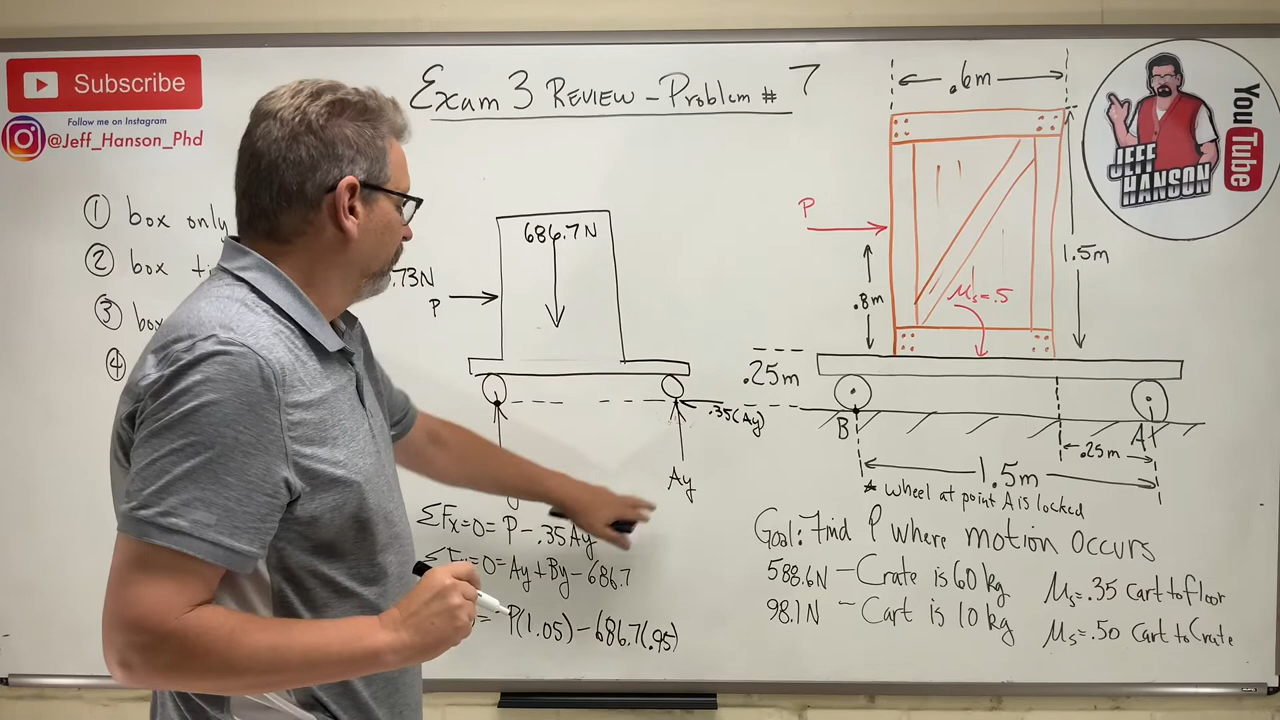 Subscribe
Follow me on Instagram
@Jeff_Hanson_Phd
Exam 3 REVIEW - Problem # 7
① box only
② box
③ box
④
.73N
P
686.7N
.35(Ay)
Ay
ΣFx=0= P - .35Ay
=0= Ay + By - 686.7
= P(1.05) - 686.7(.95)
.6m
P
.8m
1.5m
μs=.5
.25m
B
A
.25m
1.5m
* wheel at point A is locked
Goal: Find P where motion occurs
588.6N - Crate is 60 kg
98.1N - Cart is 10 kg
μs=.35 Cart to floor
μs=.50 Cart to Crate
JEFF HANSON
YouTube